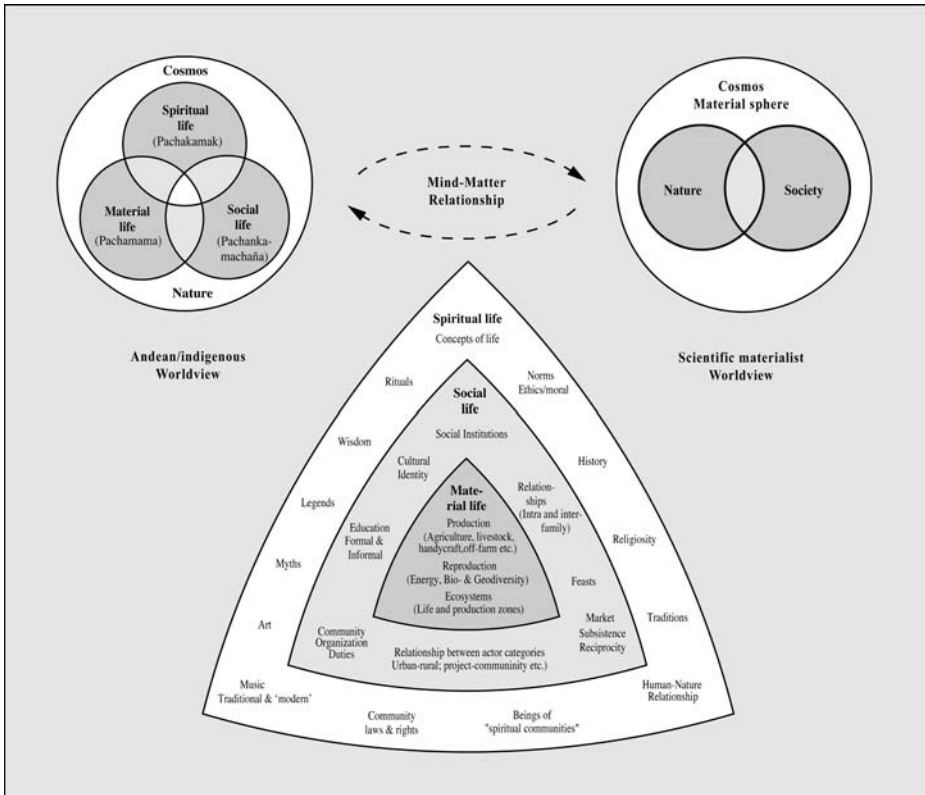 Cosmos
Spiritual
life
(Pachakamak)
Material
life
(Pachamama)
Social
life
(Pachanka-
machaña)
Nature
Andean/indigenous
Worldview
Mind-Matter
Relationship
Cosmos
Material sphere
Nature
Society
Scientific materialist
Worldview
Spiritual life
Concepts of life
Rituals
Norms
Ethics/moral
Wisdom
History
Legends
Religiosity
Myths
Art
Traditions
Music
Traditional & ‘modern’
Human-Nature
Relationship
Community
laws & rights
Beings of
"spiritual communities"
Social
life
Social Institutions
Cultural
Identity
Relation-
ships
(Intra and inter-
family)
Education
Formal &
Informal
Feasts
Community
Organization
Duties
Market
Subsistence
Reciprocity
Relationship between actor categories
Urban-rural; project-communinity etc.)
Mate-
rial life
Production
(Agriculture, livestock,
handycraft,off-farm etc.)
Reproduction
(Energy, Bio- & Geodiversity)
Ecosystems
(Life and production zones)